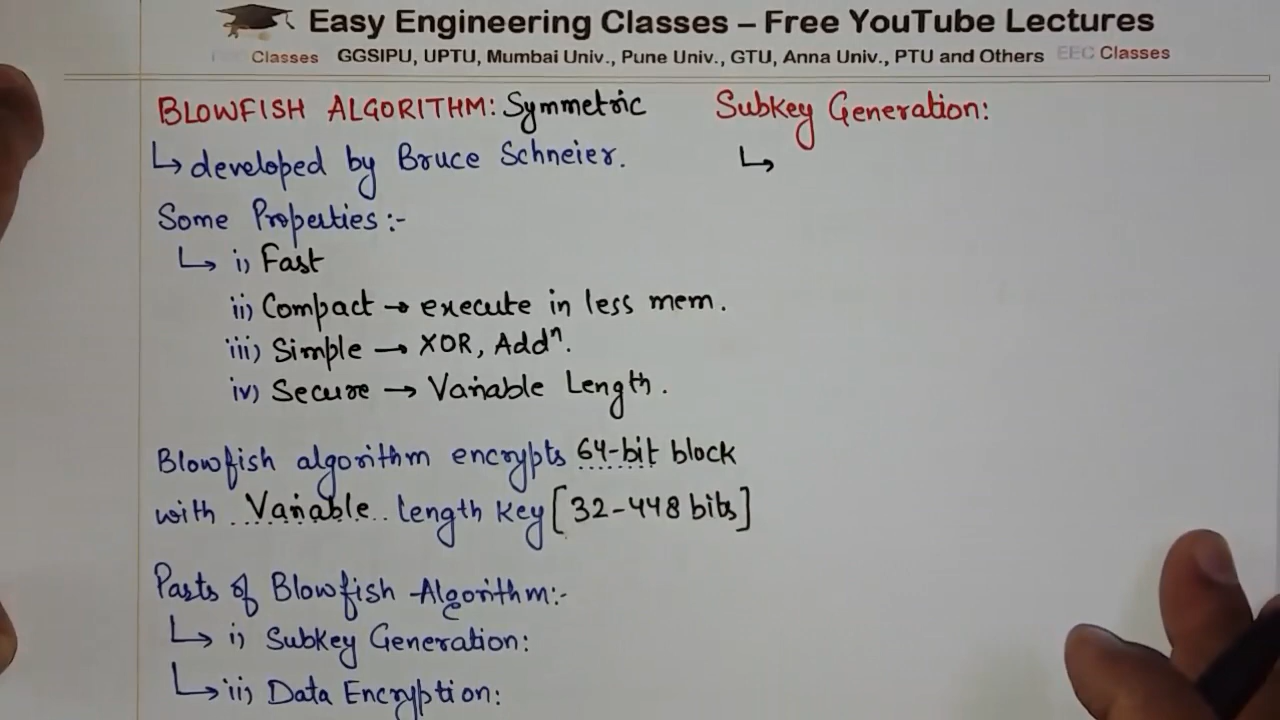 Easy Engineering Classes – Free YouTube Lectures
Classes GGSIPU, UPTU, Mumbai Univ., Pune Univ., GTU, Anna Univ., PTU and Others EEC Classes
BLOWFISH ALGORITHM: Symmetric
↳ developed by Bruce Schneier.
Some Properties :-
↳ i) Fast
ii) Compact → execute in less mem.
iii) Simple → XOR, Addⁿ.
iv) Secure → Variable Length.
Blowfish algorithm encrypts 64-bit block
with Variable length key [32-448 bits]
Parts of Blowfish Algorithm:-
↳ i) Subkey Generation:
↳ ii) Data Encryption:
Subkey Generation:
↳